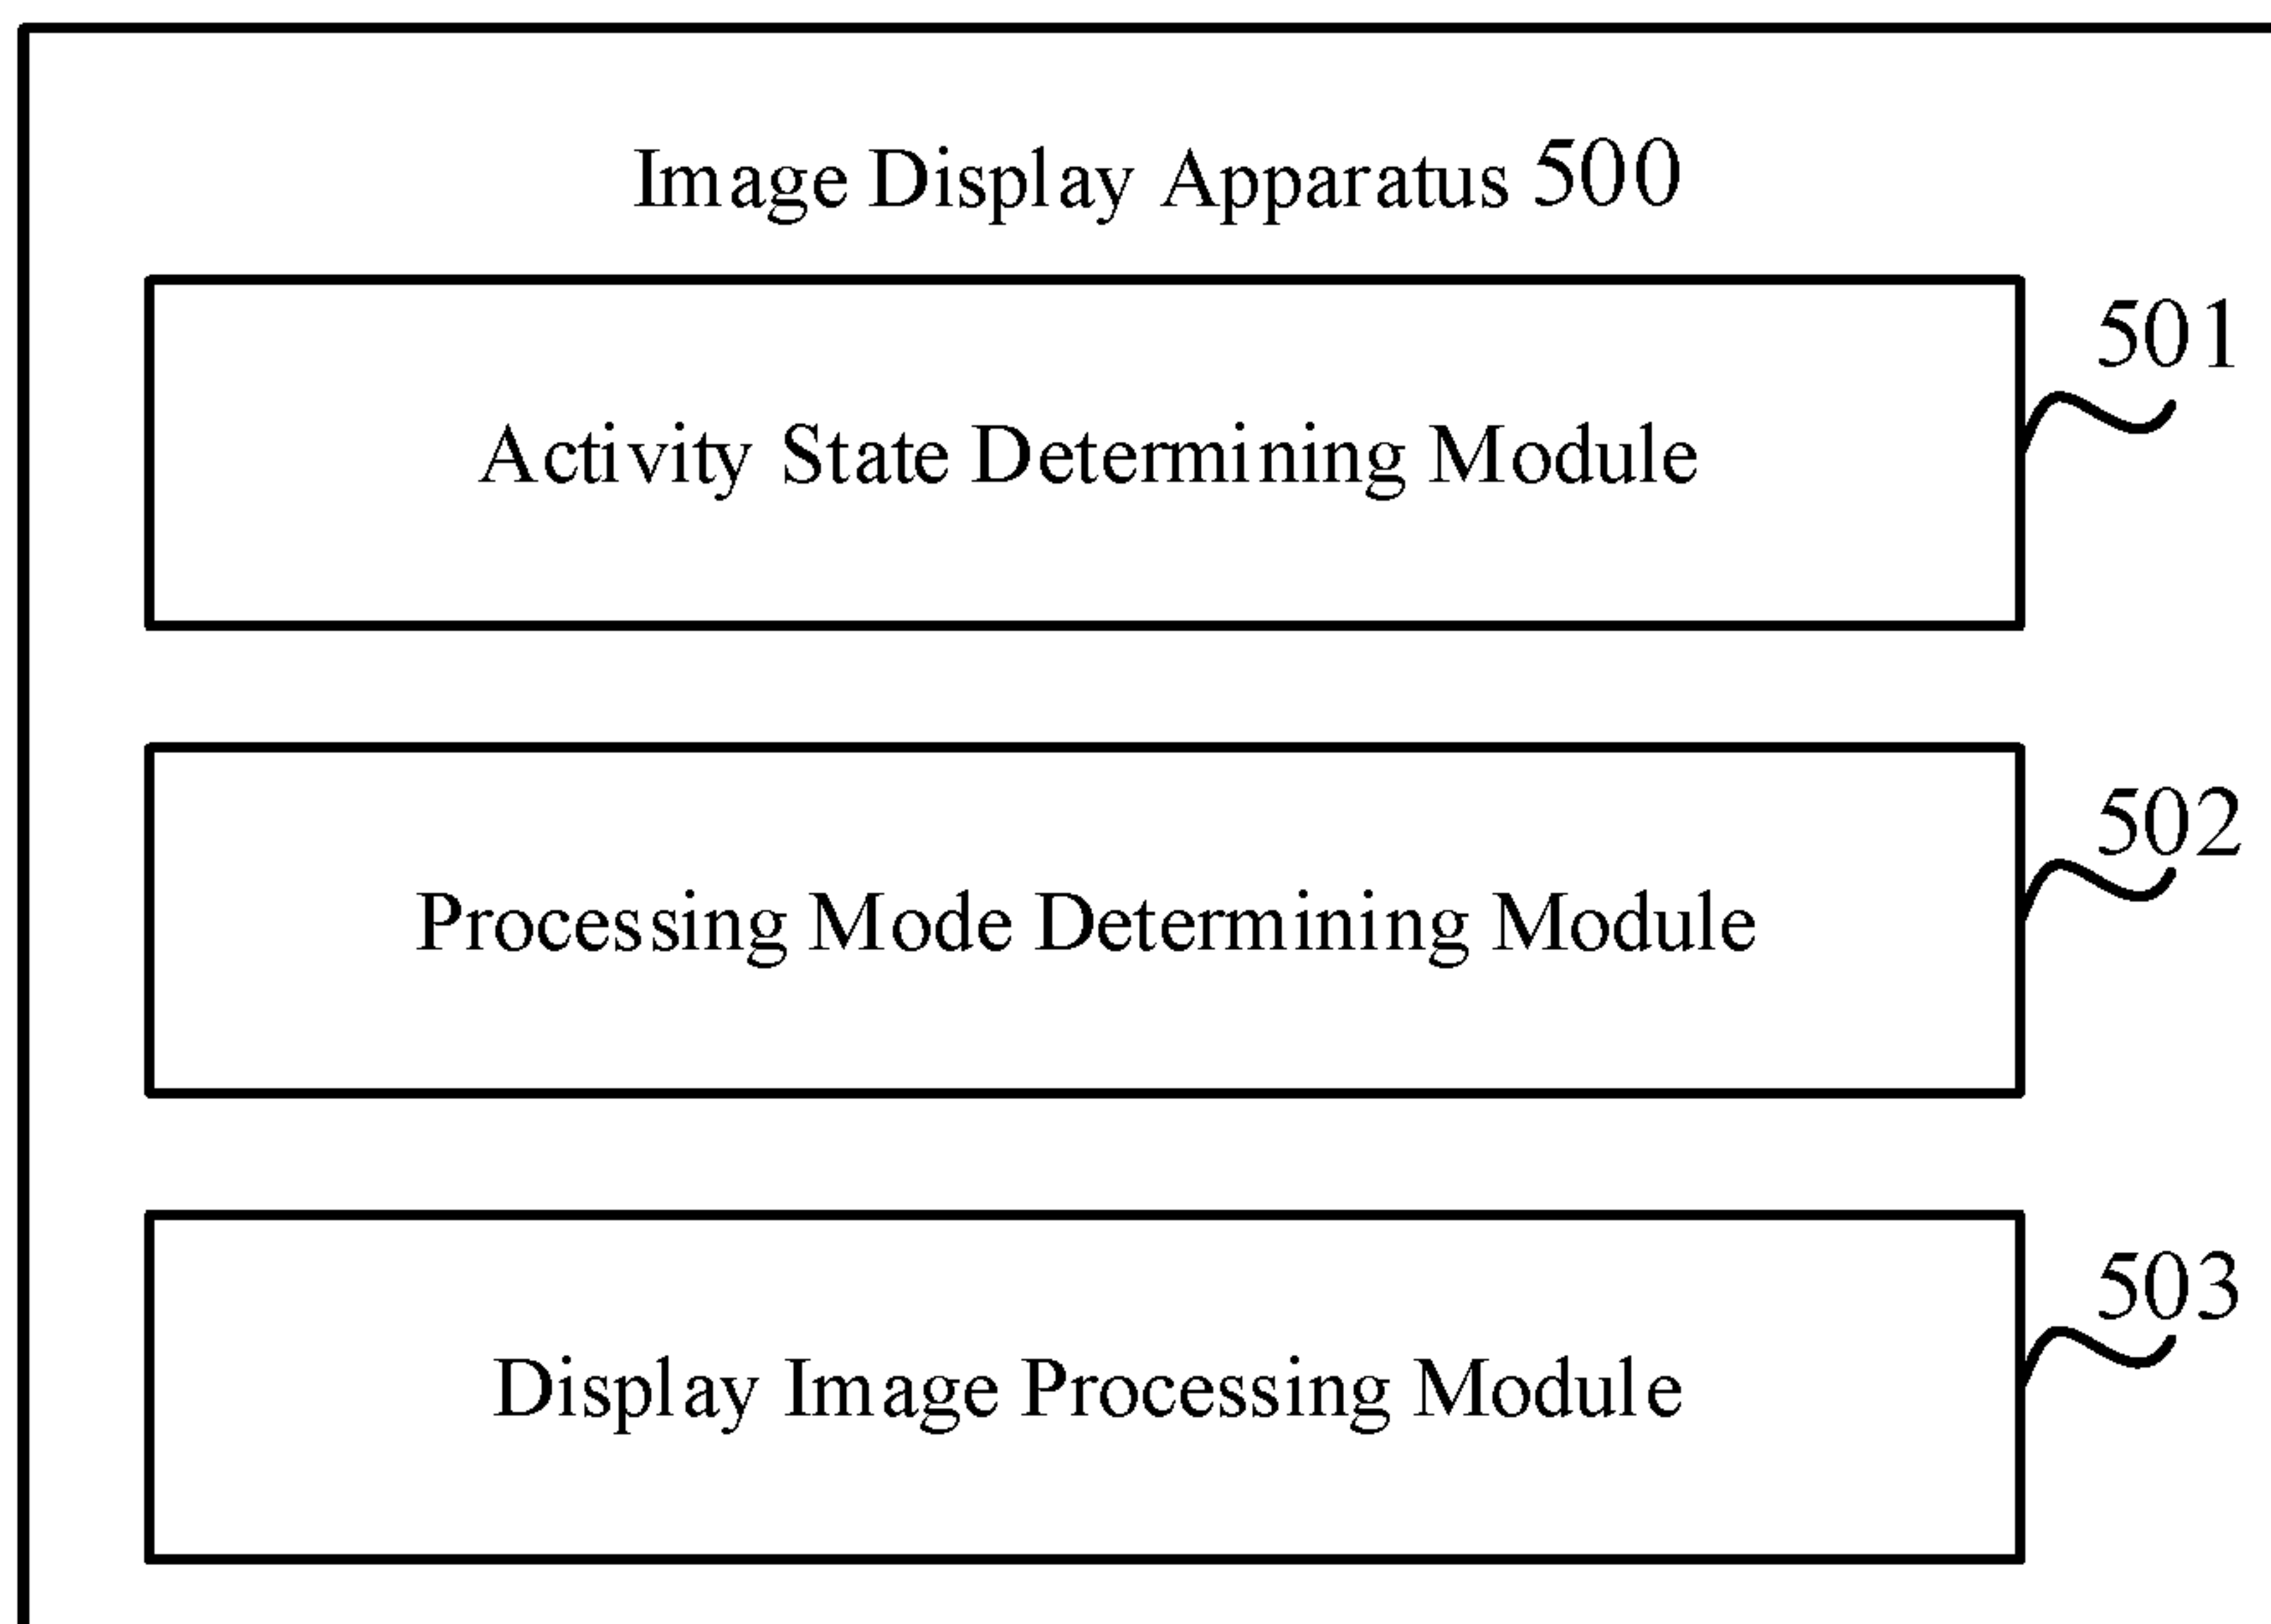 Image Display Apparatus 500
501
Activity State Determining Module
502
Processing Mode Determining Module
503
Display Image Processing Module